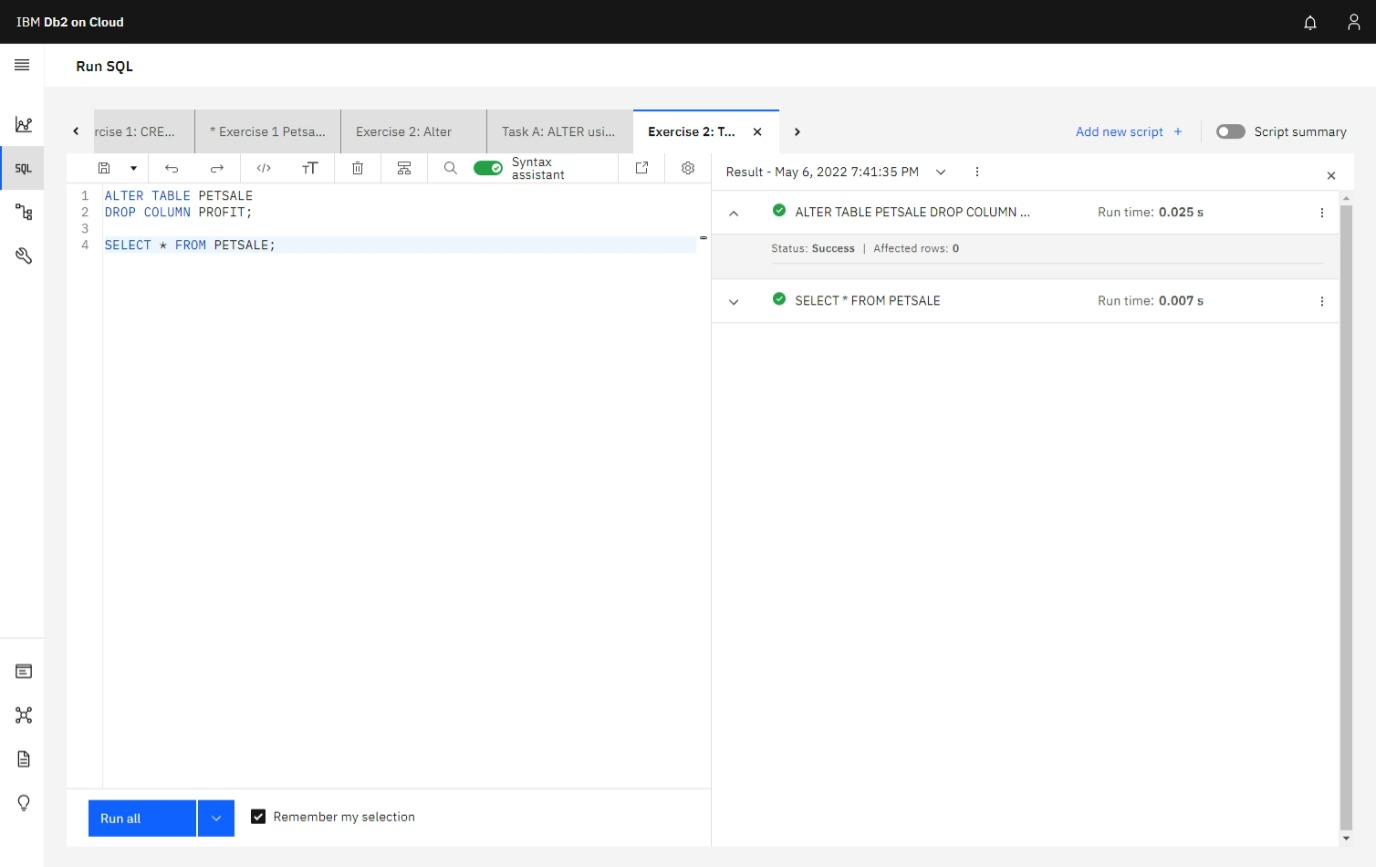 IBM Db2 on Cloud
Run SQL
rcise 1: CRE...
* Exercise 1 Petsa...
Exercise 2: Alter
Task A: ALTER usi...
Exercise 2: T...
Add new script +
Script summary
SQL
Syntax
assistant
Result - May 6, 2022 7:41:35 PM
1 ALTER TABLE PETSALE
2 DROP COLUMN PROFIT;
3
4 SELECT * FROM PETSALE;
ALTER TABLE PETSALE DROP COLUMN ...
Run time: 0.025 s
Status: Success | Affected rows: 0
SELECT * FROM PETSALE
Run time: 0.007 s
Run all
Remember my selection